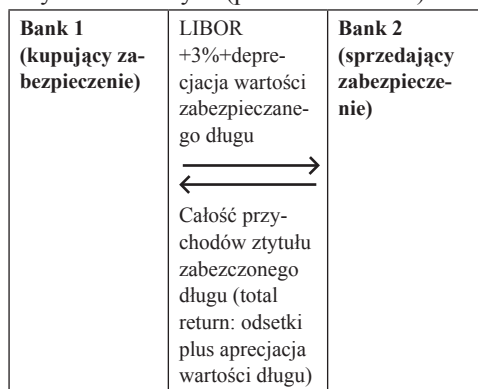 Bank 1
(kupujący za-
bezpieczenie)
LIBOR
+3%+depre-
cjacja wartości
zabezpieczane-
go długu
Całość przy-
chodów ztytułu
zabezczonego
długu (total
return: odsetki
plus aprecjacja
wartości długu)
Bank 2
(sprzedający
zabezpiecze-
nie)